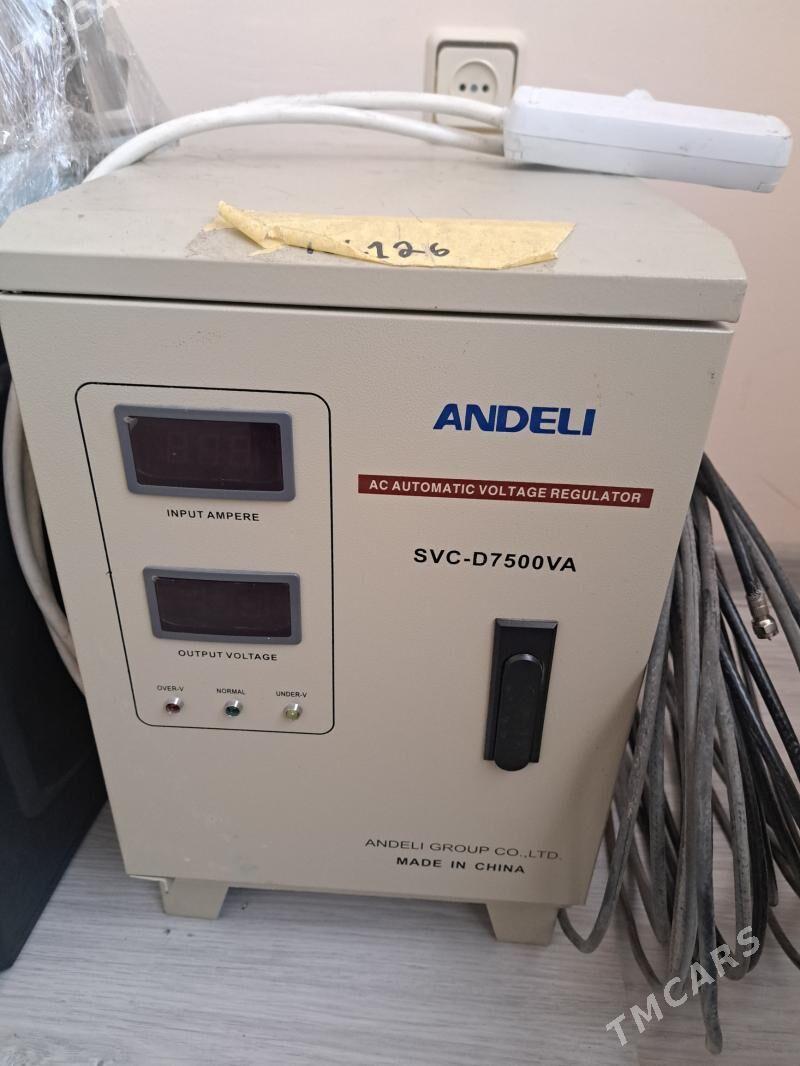 TMCARS
126
ANDELI
AC AUTOMATIC VOLTAGE REGULATOR
INPUT AMPERE
SVC-D7500VA
OUTPUT VOLTAGE
OVER-V NORMAL UNDER-V
ANDELI GROUP CO.,LTD.
MADE IN CHINA
TMCARS